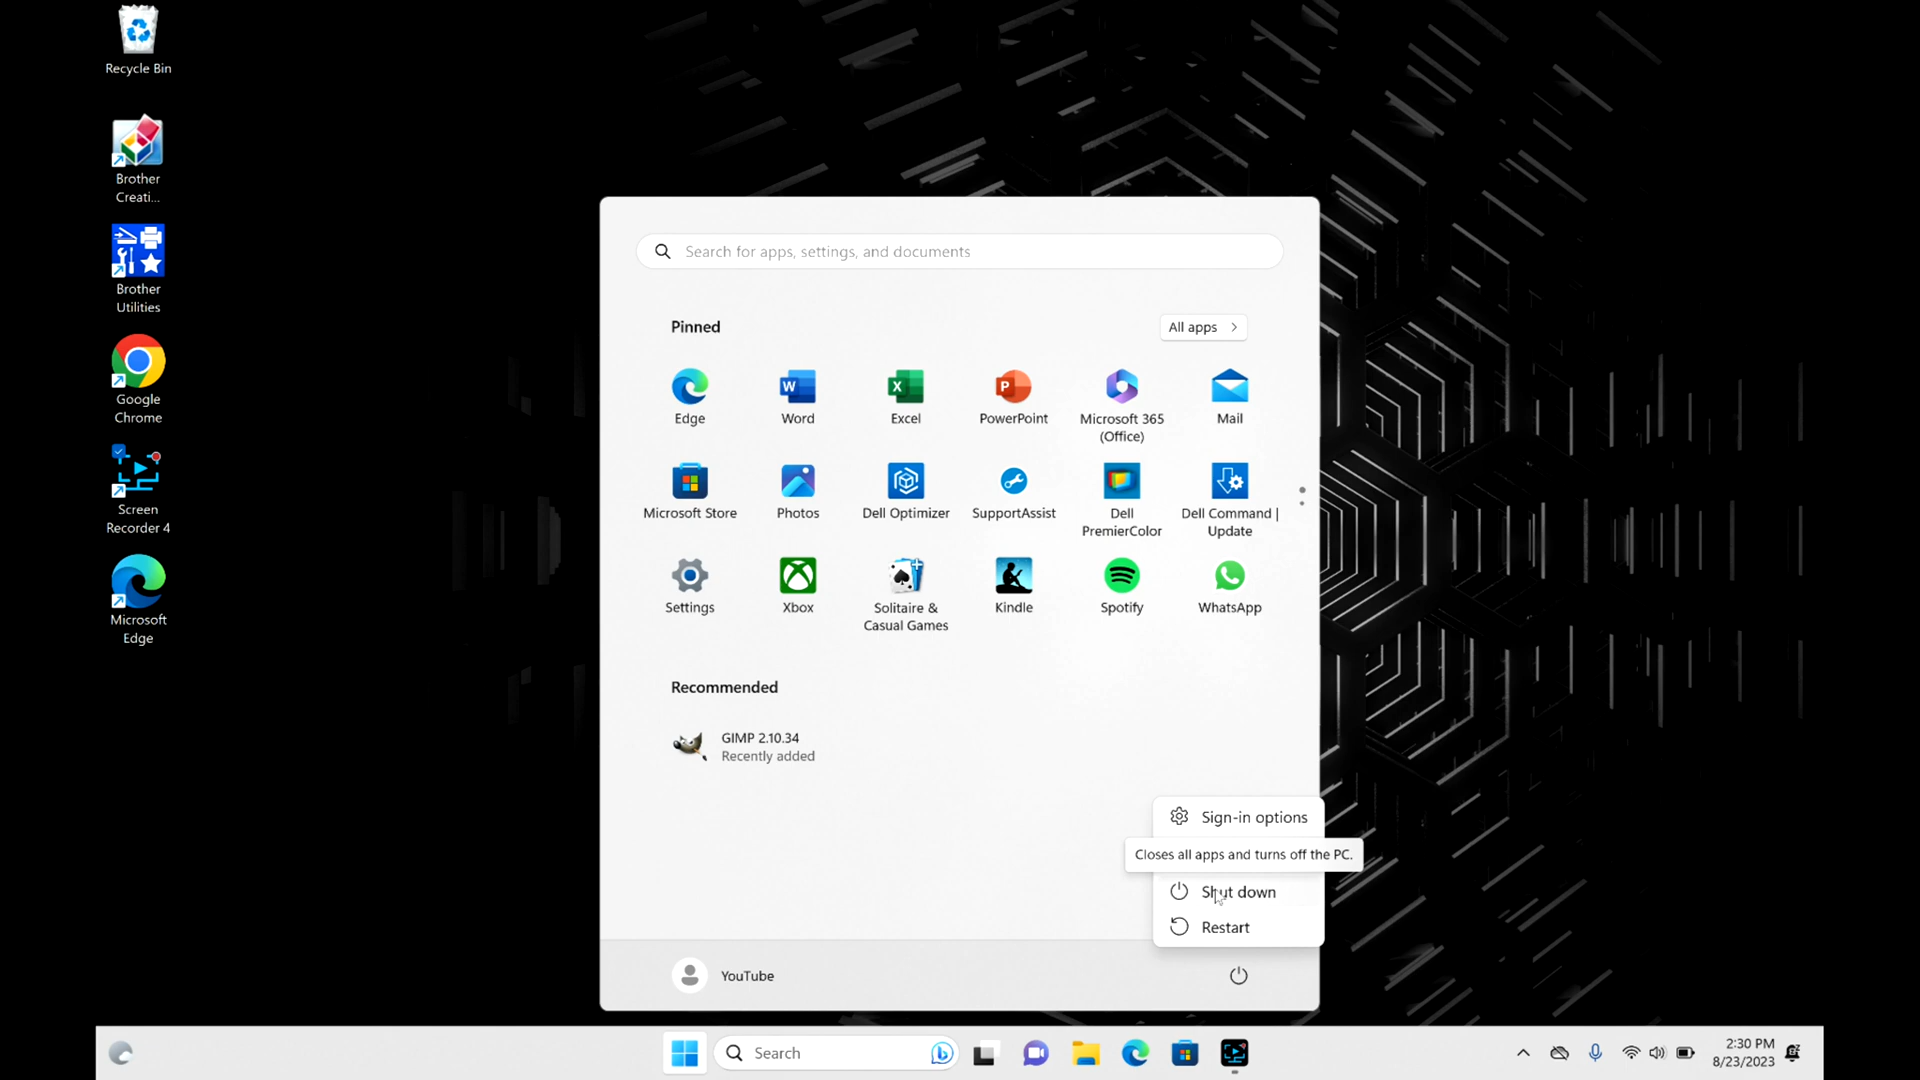 Recycle Bin
Brother
Creati...
Brother
Utilities
Google
Chrome
Screen
Recorder 4
Microsoft
Edge
Search for apps, settings, and documents
Pinned
All apps
Edge
Word
Excel
PowerPoint
Microsoft 365
(Office)
Mail
Microsoft Store
Photos
Dell Optimizer
SupportAssist
Dell
PremierColor
Dell Command |
Update
Settings
Xbox
Solitaire &
Casual Games
Kindle
Spotify
WhatsApp
Recommended
GIMP 2.10.34
Recently added
Sign-in options
Closes all apps and turns off the PC.
Shut down
Restart
YouTube
Search
2:30 PM
8/23/2023